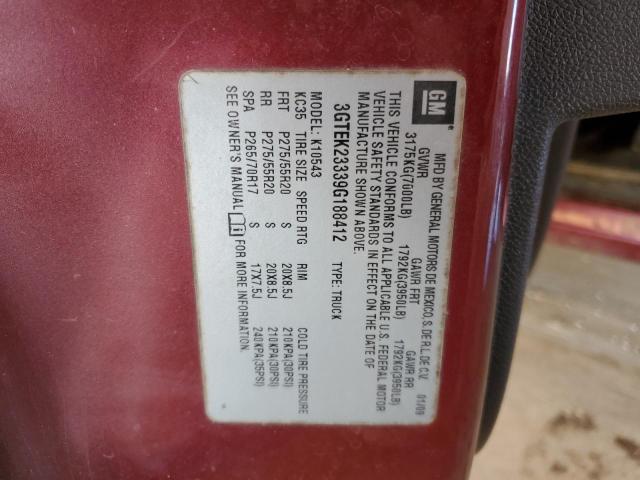 GM
MFD BY GENERAL MOTORS DE MEXICO, S. DE R.L. DE C.V. 01/09
GVWR GAWR FRT GAWR RR
3175KG(7000LB) 1792KG(3950LB) 1792KG(3950LB)
THIS VEHICLE CONFORMS TO ALL APPLICABLE U.S. FEDERAL MOTOR
VEHICLE SAFETY STANDARDS IN EFFECT ON THE DATE OF
MANUFACTURE SHOWN ABOVE.
3GTEK23339G188412 TYPE: TRUCK
MODEL: K10543
KC35 TIRE SIZE SPEED RTG RIM COLD TIRE PRESSURE
FRT P275/55R20 S 20X8.5J 210KPA(30PSI)
RR P275/55R20 S 20X8.5J 210KPA(30PSI)
SPA P265/70R17 S 17X7.5J 240KPA(35PSI)
SEE OWNER'S MANUAL FOR MORE INFORMATION.